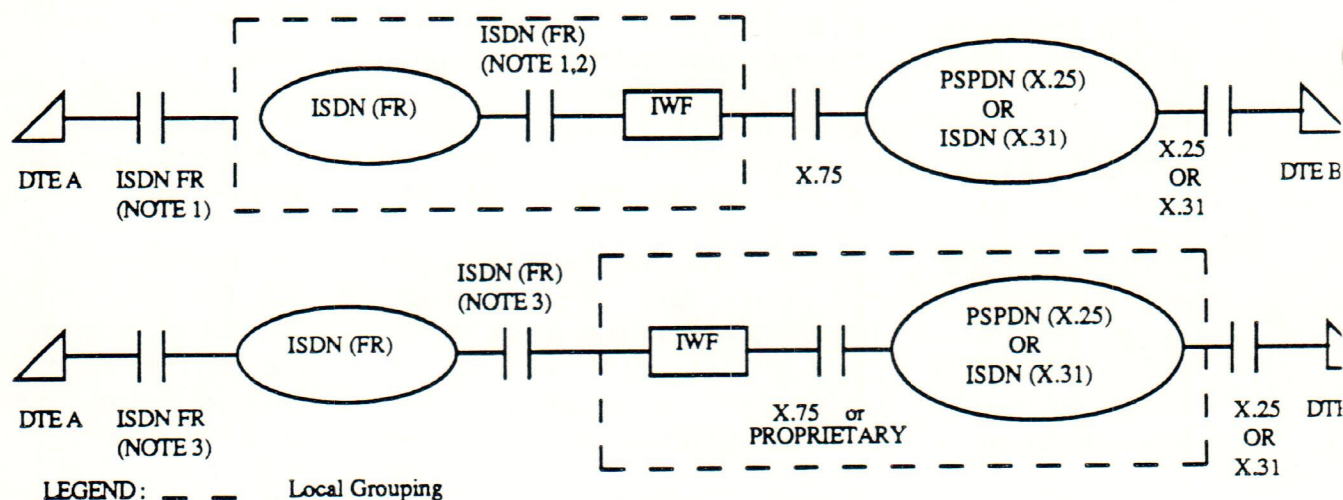 ISDN (FR)
(NOTE 1,2)
ISDN (FR)
IWF
PSPDN (X.25)
OR
ISDN (X.31)
DTE A
ISDN FR
(NOTE 1)
X.75
X.25
OR
X.31
DTE B
ISDN (FR)
(NOTE 3)
ISDN (FR)
IWF
PSPDN (X.25)
OR
ISDN (X.31)
DTE A
ISDN FR
(NOTE 3)
X.75 or
PROPRIETARY
X.25
OR
X.31
LEGEND: Local Grouping